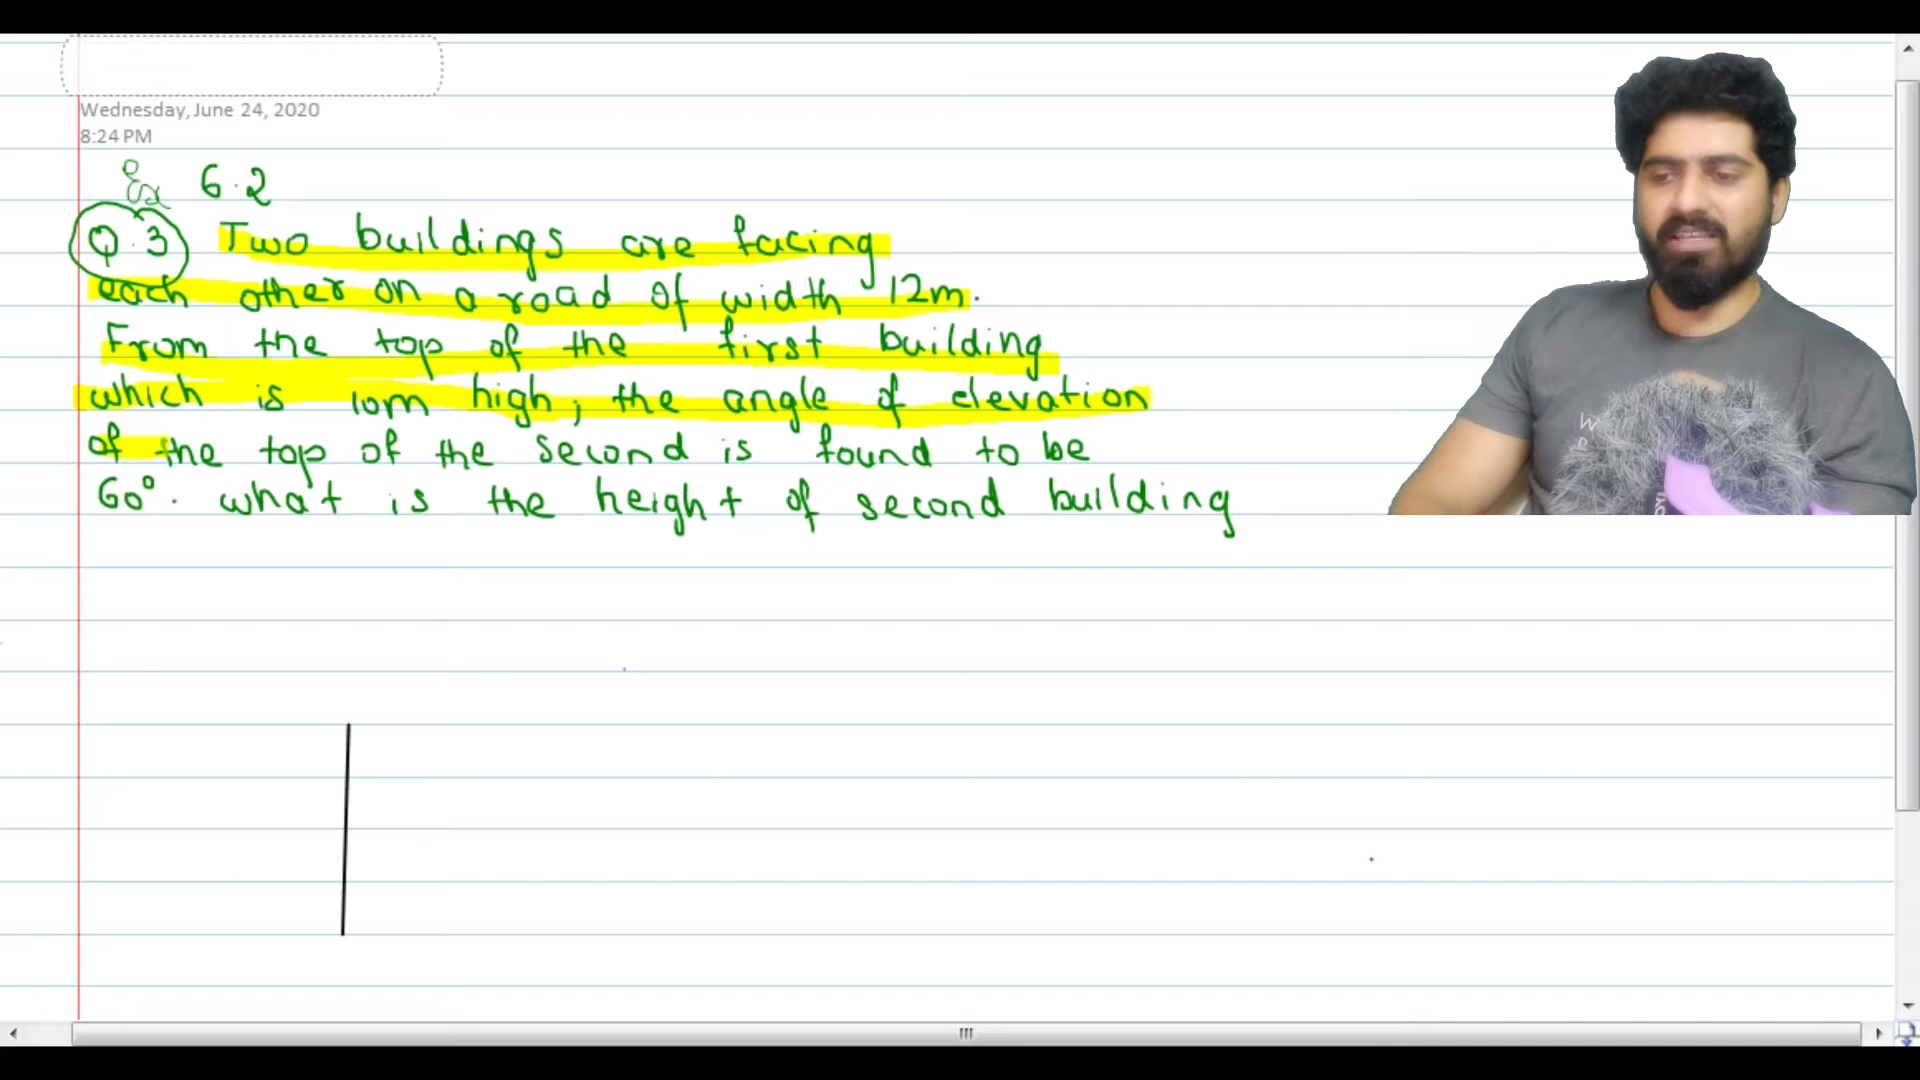 Wednesday, June 24, 2020
8:24 PM
Ex 6.2
Q.3 Two buildings are facing
each other on a road of width 12m.
From the top of the first building
which is 10m high, the angle of elevation
of the top of the second is found to be
60°. what is the height of second building